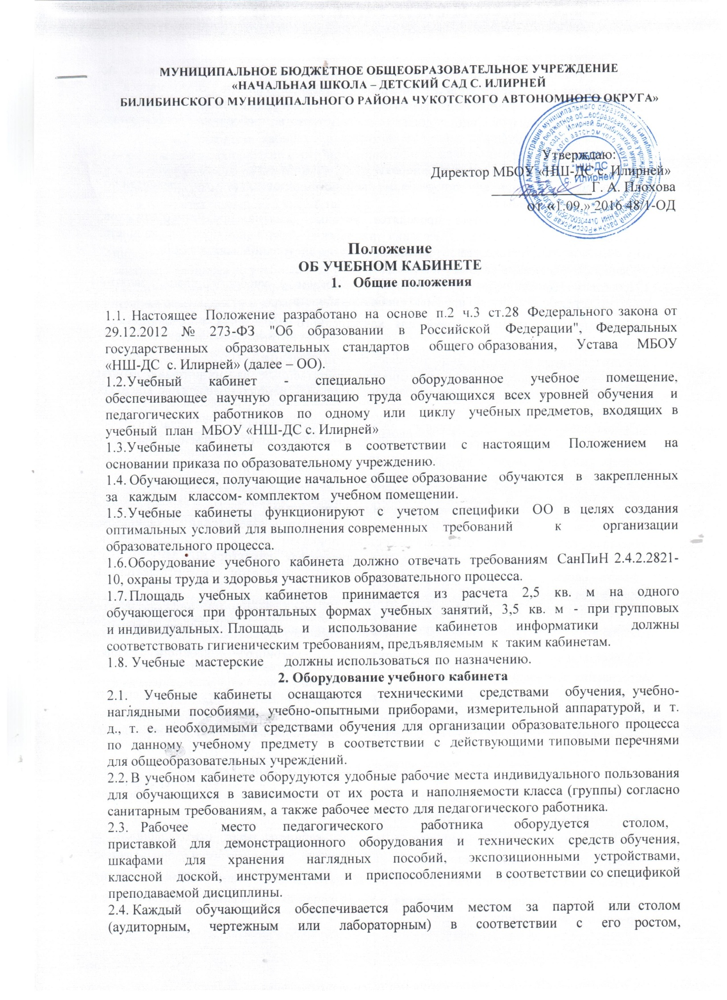 МУНИЦИПАЛЬНОЕ БЮДЖЕТНОЕ ОБЩЕОБРАЗОВАТЕЛЬНОЕ УЧРЕЖДЕНИЕ
«НАЧАЛЬНАЯ ШКОЛА – ДЕТСКИЙ САД С. ИЛИРНЕЙ
БИЛИБИНСКОГО МУНИЦИПАЛЬНОГО РАЙОНА ЧУКОТСКОГО АВТОНОМНОГО ОКРУГА»
Утверждаю:
Директор МБОУ «НШ-ДС с. Илирней»
Г. А. Плохова
от «1.09.» 2016 48/1-ОД
МБОУ
"НШ-ДС
с. Илирней"
Положение
ОБ УЧЕБНОМ КАБИНЕТЕ
1. Общие положения
1.1. Настоящее Положение разработано на основе п.2 ч.3 ст.28 Федерального закона от
29.12.2012 № 273-ФЗ "Об образовании в Российской Федерации", Федеральных
государственных образовательных стандартов общего образования, Устава МБОУ
«НШ-ДС с. Илирней» (далее – ОО).
1.2.Учебный кабинет - специально оборудованное учебное помещение,
обеспечивающее научную организацию труда обучающихся всех уровней обучения и
педагогических работников по одному или циклу учебных предметов, входящих в
учебный план МБОУ «НШ-ДС с. Илирней»
1.3.Учебные кабинеты создаются в соответствии с настоящим Положением на
основании приказа по образовательному учреждению.
1.4. Обучающиеся, получающие начальное общее образование обучаются в закрепленных
за каждым классом- комплектом учебном помещении.
1.5.Учебные кабинеты функционируют с учетом специфики ОО в целях создания
оптимальных условий для выполнения современных требований к организации
образовательного процесса.
1.6.Оборудование учебного кабинета должно отвечать требованиям СанПиН 2.4.2.2821-
10, охраны труда и здоровья участников образовательного процесса.
1.7.Площадь учебных кабинетов принимается из расчета 2,5 кв. м на одного
обучающегося при фронтальных формах учебных занятий, 3,5 кв. м - при групповых
и индивидуальных. Площадь и использование кабинетов информатики должны
соответствовать гигиеническим требованиям, предъявляемым к таким кабинетам.
1.8. Учебные мастерские должны использоваться по назначению.
2. Оборудование учебного кабинета
2.1. Учебные кабинеты оснащаются техническими средствами обучения, учебно-
наглядными пособиями, учебно-опытными приборами, измерительной аппаратурой, и т.
д., т. е. необходимыми средствами обучения для организации образовательного процесса
по данному учебному предмету в соответствии с действующими типовыми перечнями
для общеобразовательных учреждений.
2.2. В учебном кабинете оборудуются удобные рабочие места индивидуального пользования
для обучающихся в зависимости от их роста и наполняемости класса (группы) согласно
санитарным требованиям, а также рабочее место для педагогического работника.
2.3. Рабочее место педагогического работника оборудуется столом,
приставкой для демонстрационного оборудования и технических средств обучения,
шкафами для хранения наглядных пособий, экспозиционными устройствами,
классной доской, инструментами и приспособлениями в соответствии со спецификой
преподаваемой дисциплины.
2.4. Каждый обучающийся обеспечивается рабочим местом за партой или столом
(аудиторным, чертежным или лабораторным) в соответствии с его ростом,